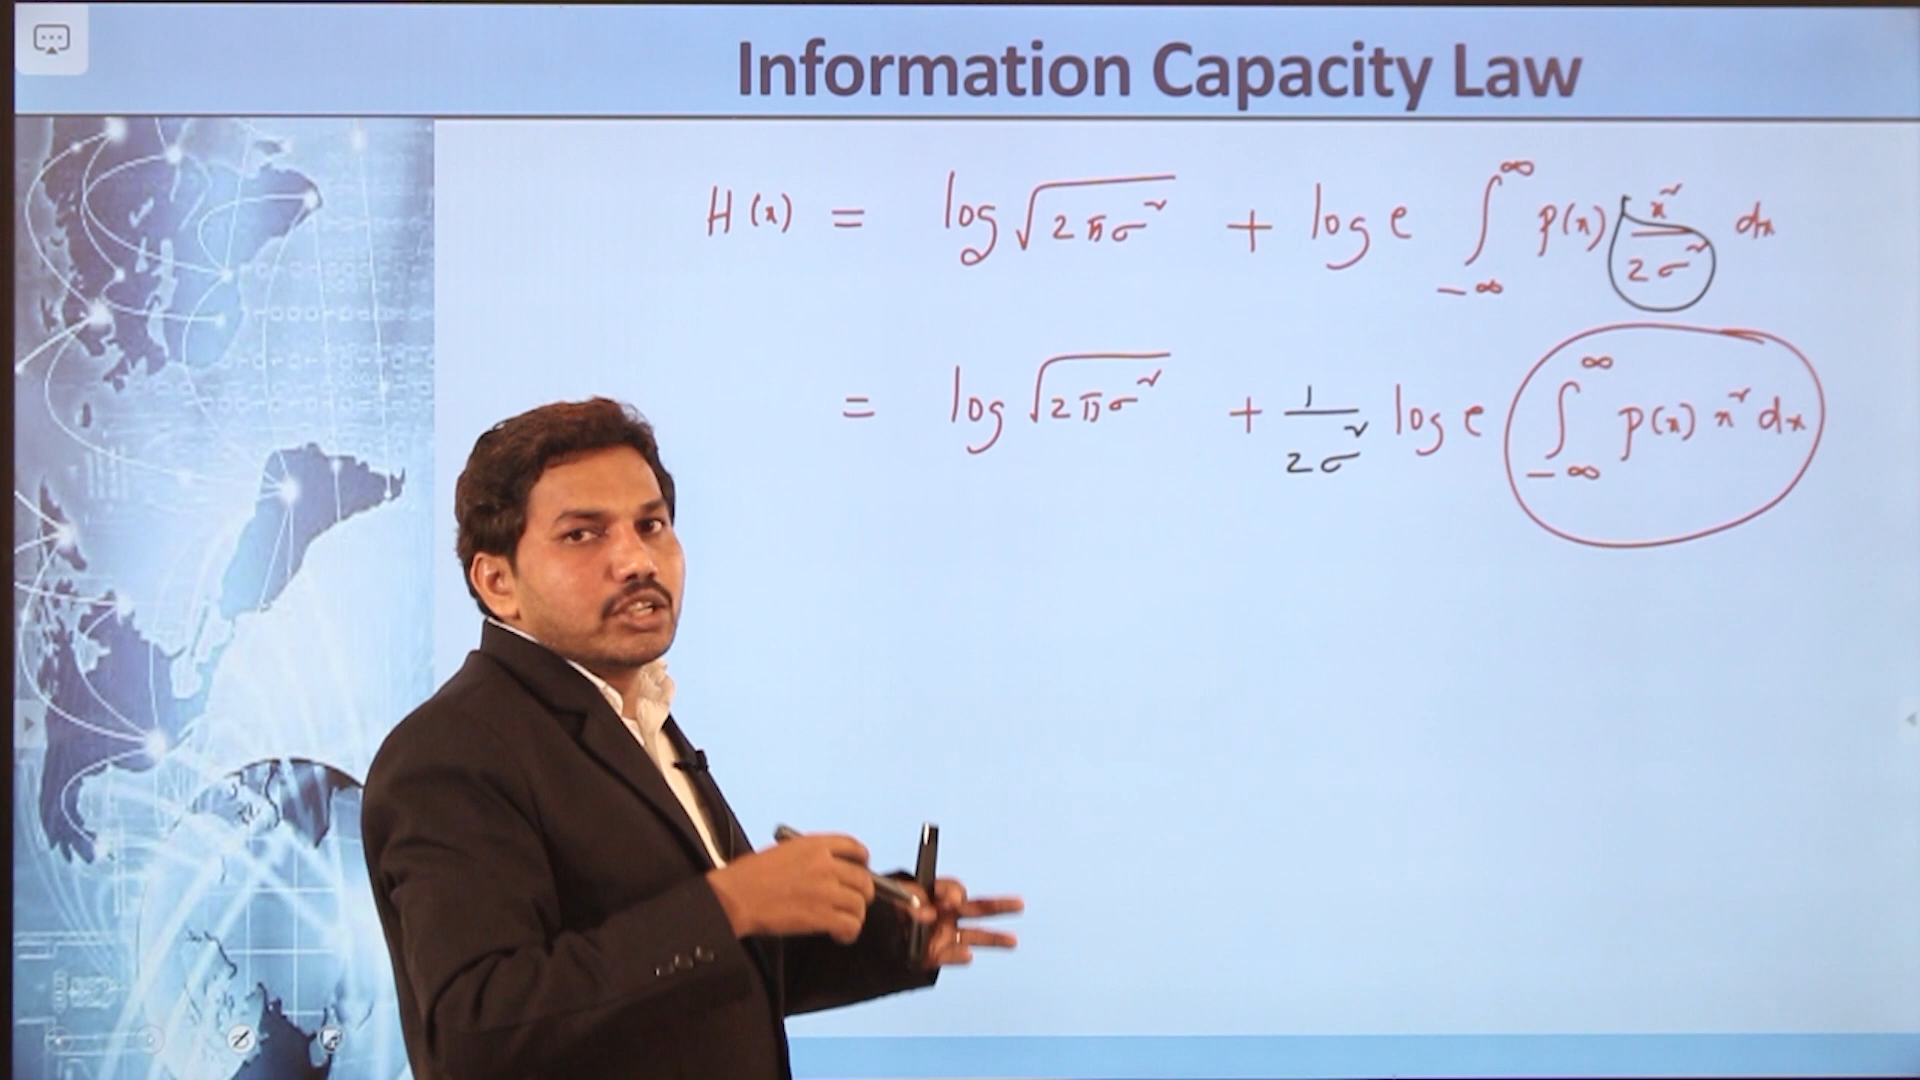 Information Capacity Law
H(x) = log √2πσ² + log e ∫_{-∞}^{∞} p(x) x²/2σ² dx
= log √2πσ² + 1/2σ² log e ∫_{-∞}^{∞} p(x) x² dx